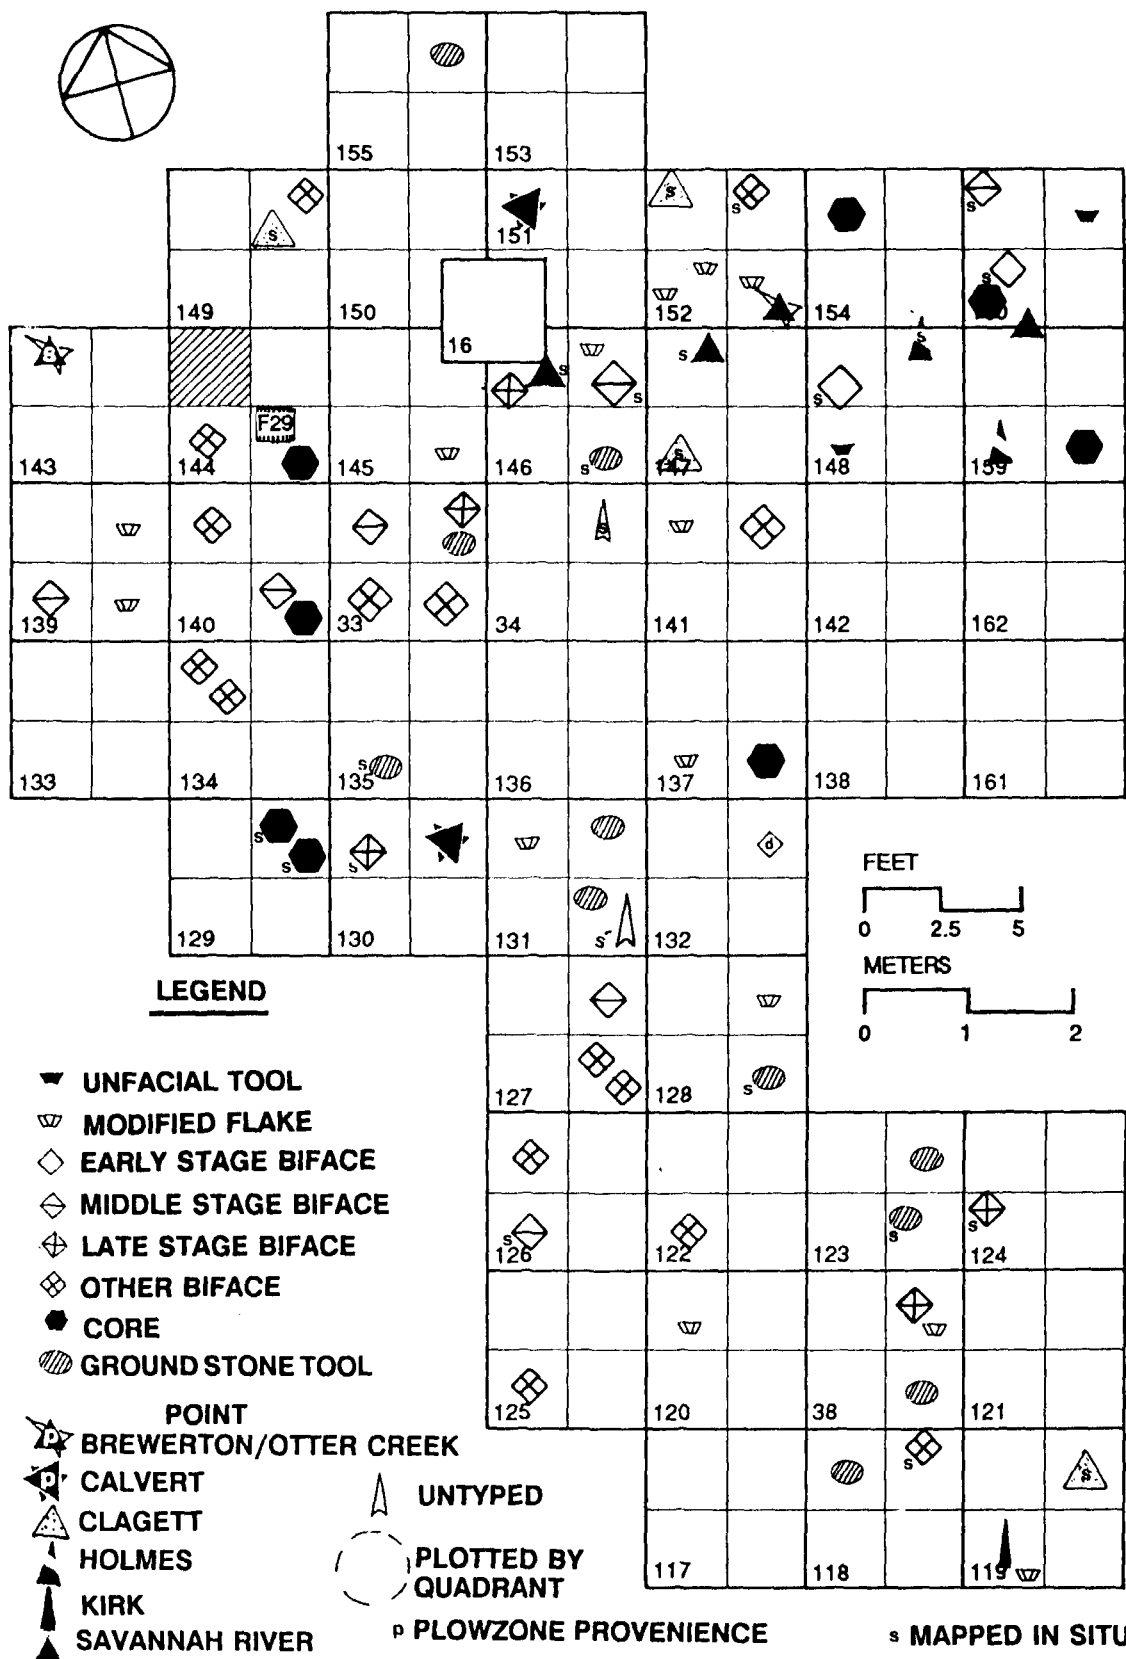 155 153
s s
s 151 s s
149 150 152 154 s
16 s s s
s s s
F29
143 144 145 146 s s 148 159
s
139 140 33 34 141 142 162
133 134 s 135 136 137 138 161
s s s d
129 130 131 s 132
FEET
0 2.5 5
METERS
0 1 2
LEGEND
UNFACIAL TOOL
MODIFIED FLAKE
EARLY STAGE BIFACE
MIDDLE STAGE BIFACE
LATE STAGE BIFACE
OTHER BIFACE
CORE
GROUND STONE TOOL
POINT
p BREWERTON/OTTER CREEK
p CALVERT
CLAGETT
HOLMES
KIRK
SAVANNAH RIVER
UNTYPED
PLOTTED BY
QUADRANT
p PLOWZONE PROVENIENCE
s MAPPED IN SITU
127 128 s
s 126 122 123 s s 124
125 120 38 121
s s
117 118 119